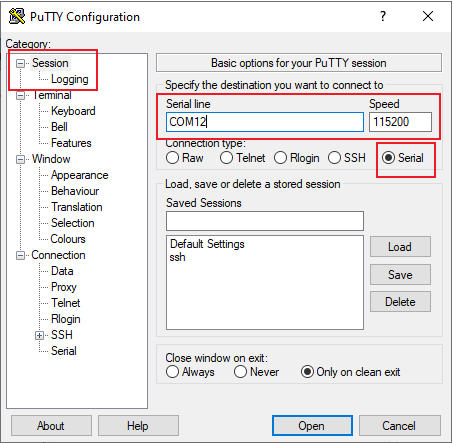 PuTTY Configuration
Category:
Session
Logging
Terminal
Keyboard
Bell
Features
Window
Appearance
Behaviour
Translation
Selection
Colours
Connection
Data
Proxy
Telnet
Rlogin
SSH
Serial
Basic options for your PuTTY session
Specify the destination you want to connect to
Serial line Speed
COM12 115200
Connection type:
Raw Telnet Rlogin SSH Serial
Load, save or delete a stored session
Saved Sessions
Default Settings
ssh
Load
Save
Delete
Close window on exit:
Always Never Only on clean exit
About Help Open Cancel